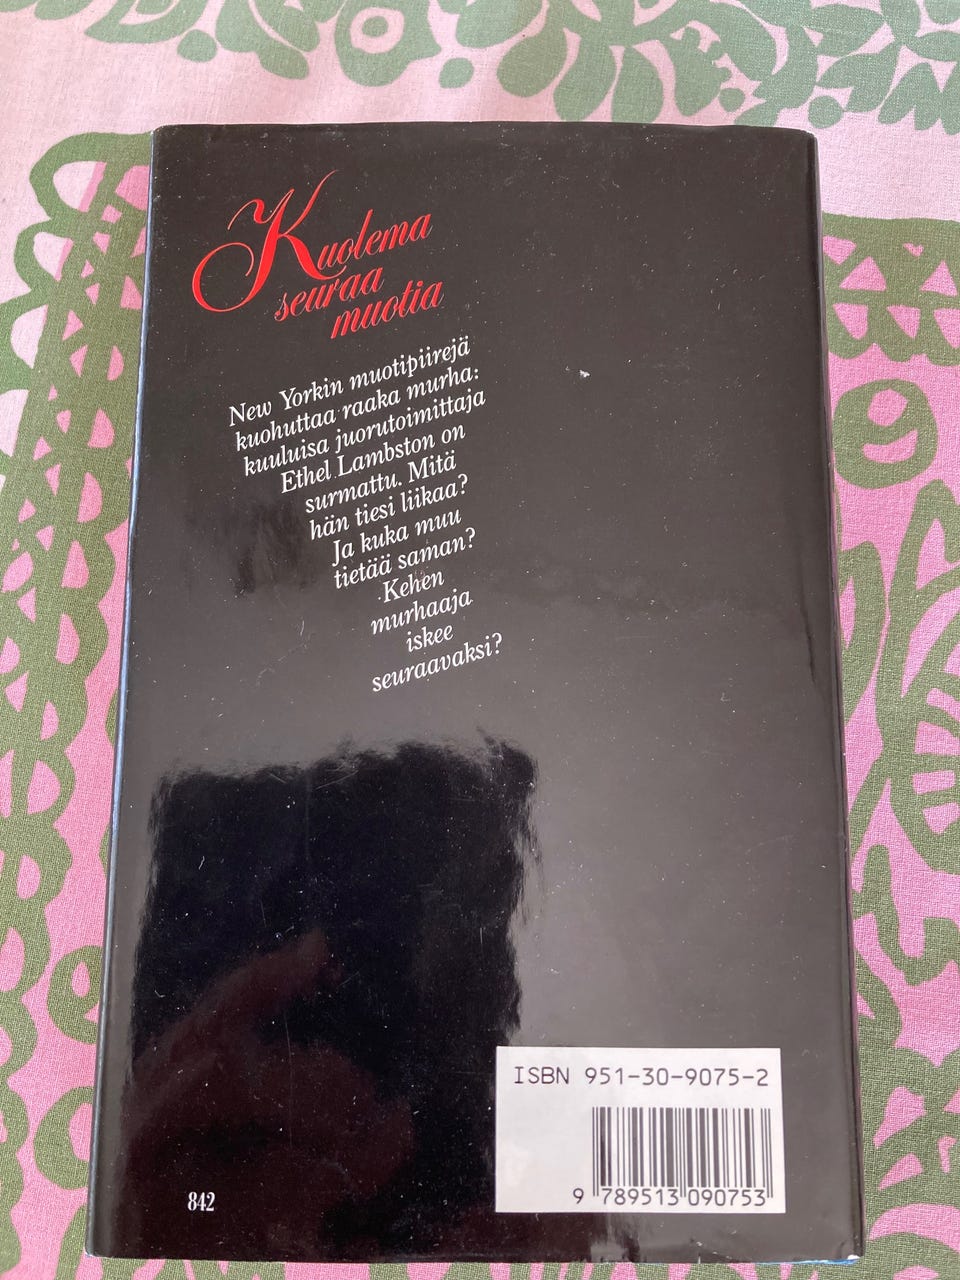 Kuolema
seuraa
muotia
New Yorkin muotipiirejä
kuohuttaa raaka murha:
kuuluisa juorutoimittaja
Ethel Lambston on
surmattu. Mitä
hän tiesi liikaa?
Ja kuka muu
tietää saman?
Kehen
murhaaja
iskee
seuraavaksi?
ISBN 951-30-9075-2
9 789513 090753
842